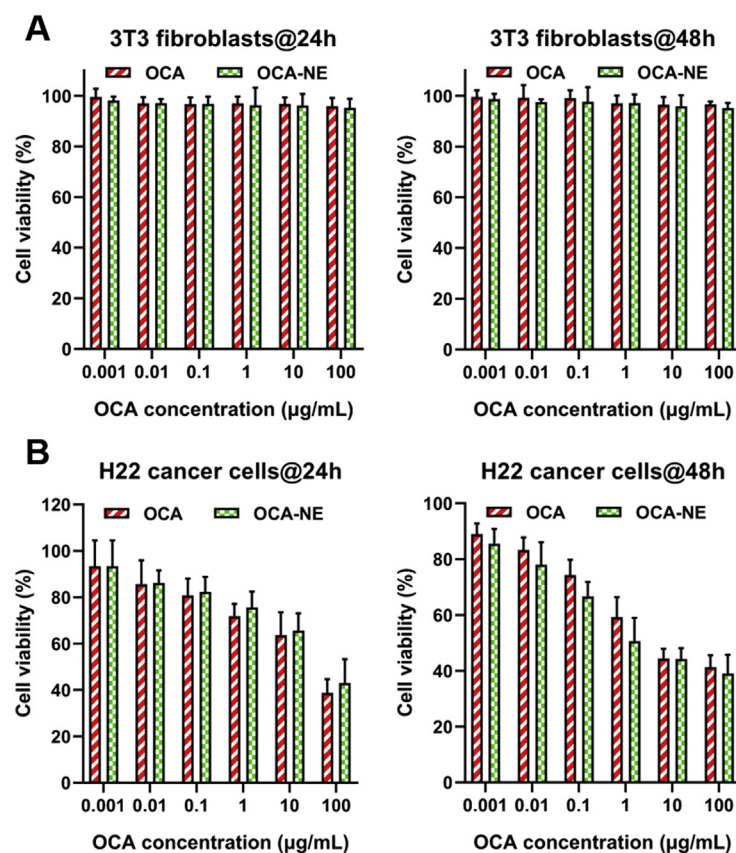 A
3T3 fibroblasts@24h
OCA OCA-NE
Cell viability (%)
100
80
60
40
20
0
0.001 0.01 0.1 1 10 100
OCA concentration (µg/mL)
3T3 fibroblasts@48h
OCA OCA-NE
Cell viability (%)
100
80
60
40
20
0
0.001 0.01 0.1 1 10 100
OCA concentration (µg/mL)
B
H22 cancer cells@24h
OCA OCA-NE
Cell viability (%)
120
100
80
60
40
20
0
0.001 0.01 0.1 1 10 100
OCA concentration (µg/mL)
H22 cancer cells@48h
OCA OCA-NE
Cell viability (%)
100
80
60
40
20
0
0.001 0.01 0.1 1 10 100
OCA concentration (µg/mL)